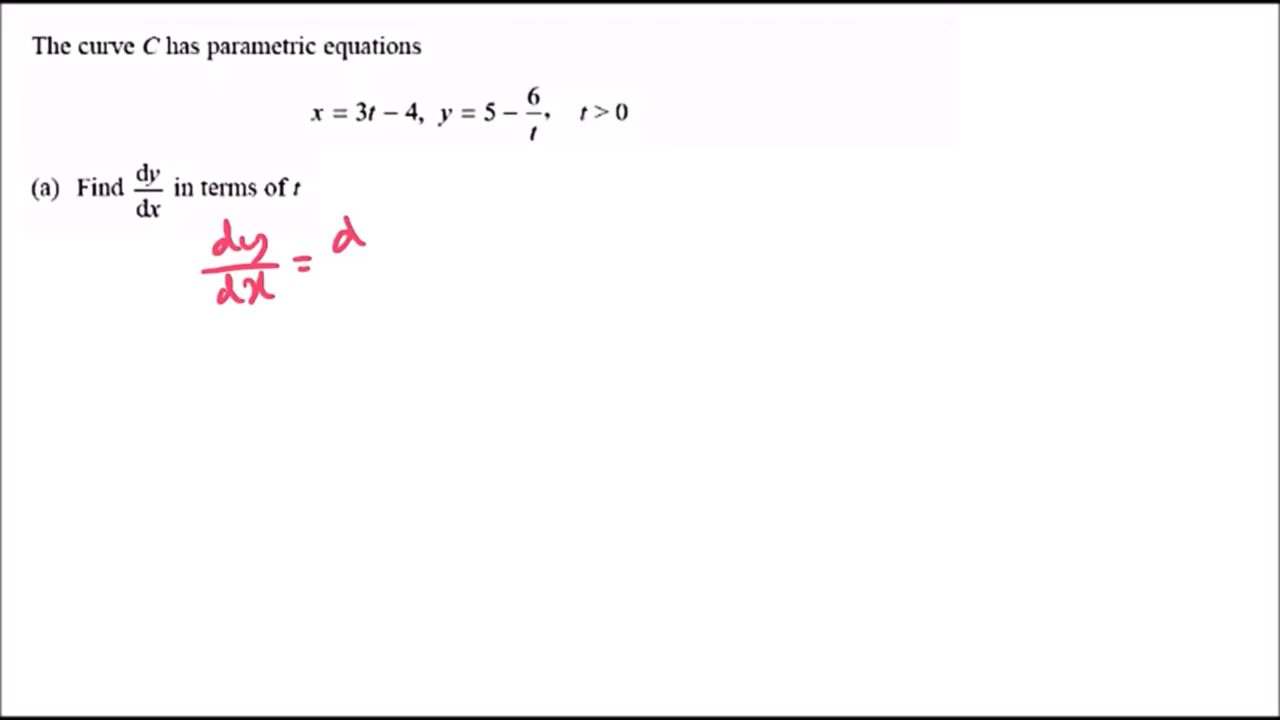 The curve C has parametric equations
x = 3t − 4, y = 5 − 6/t, t > 0
(a) Find dy/dx in terms of t
dy/dx = d